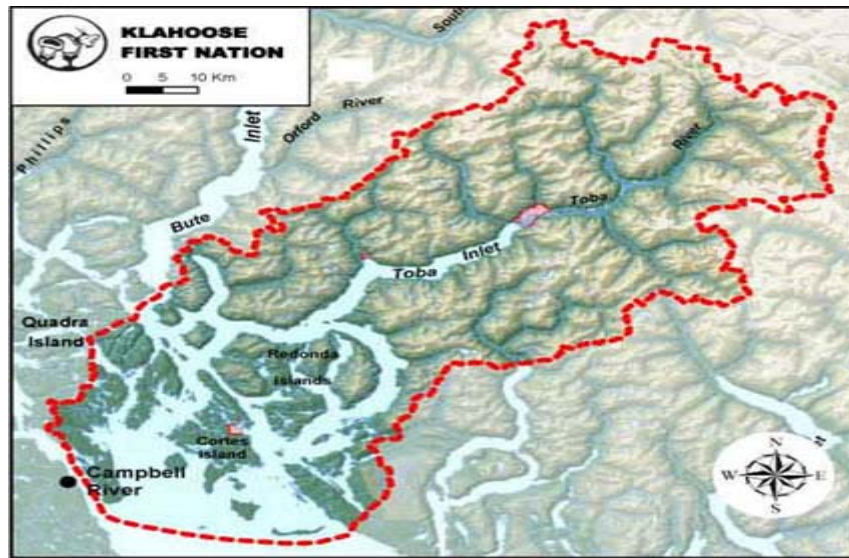 KLAHOOSE
FIRST NATION
0 5 10 Km
South
Phillips
Orford River
Inlet
Bute
Toba River
Toba Inlet
Quadra
Island
Redonda
Islands
Cortes
Island
Campbell
River
N
W E
S